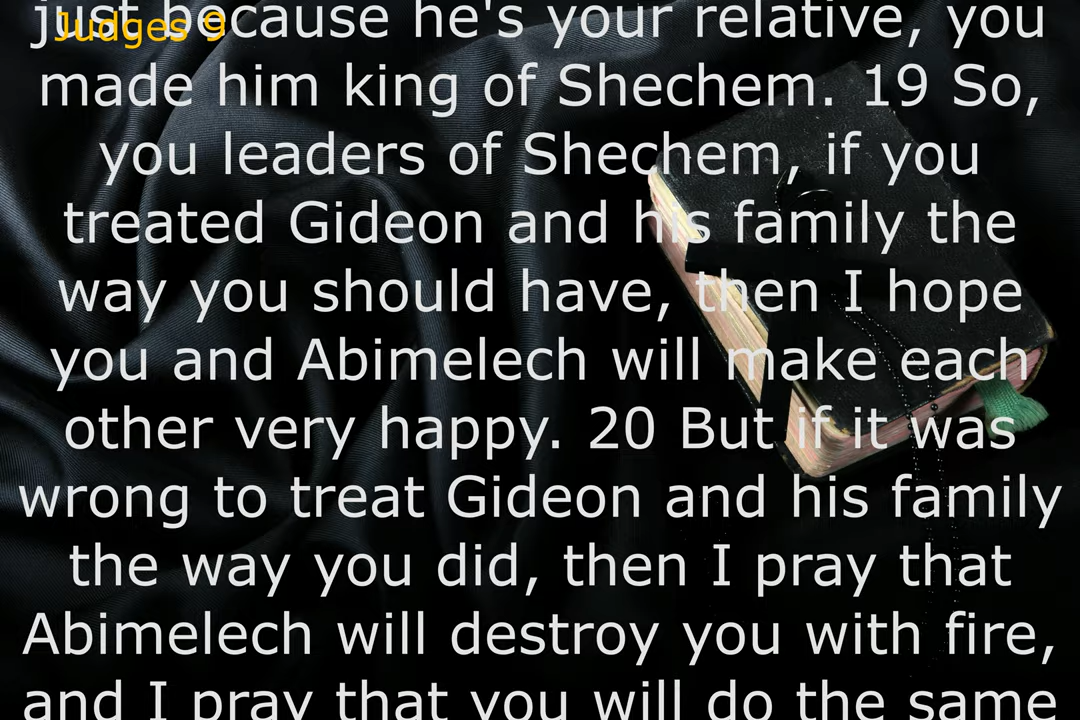 Judges 9
just because he's your relative, you
made him king of Shechem. 19 So,
you leaders of Shechem, if you
treated Gideon and his family the
way you should have, then I hope
you and Abimelech will make each
other very happy. 20 But if it was
wrong to treat Gideon and his family
the way you did, then I pray that
Abimelech will destroy you with fire,
and I pray that you will do the same